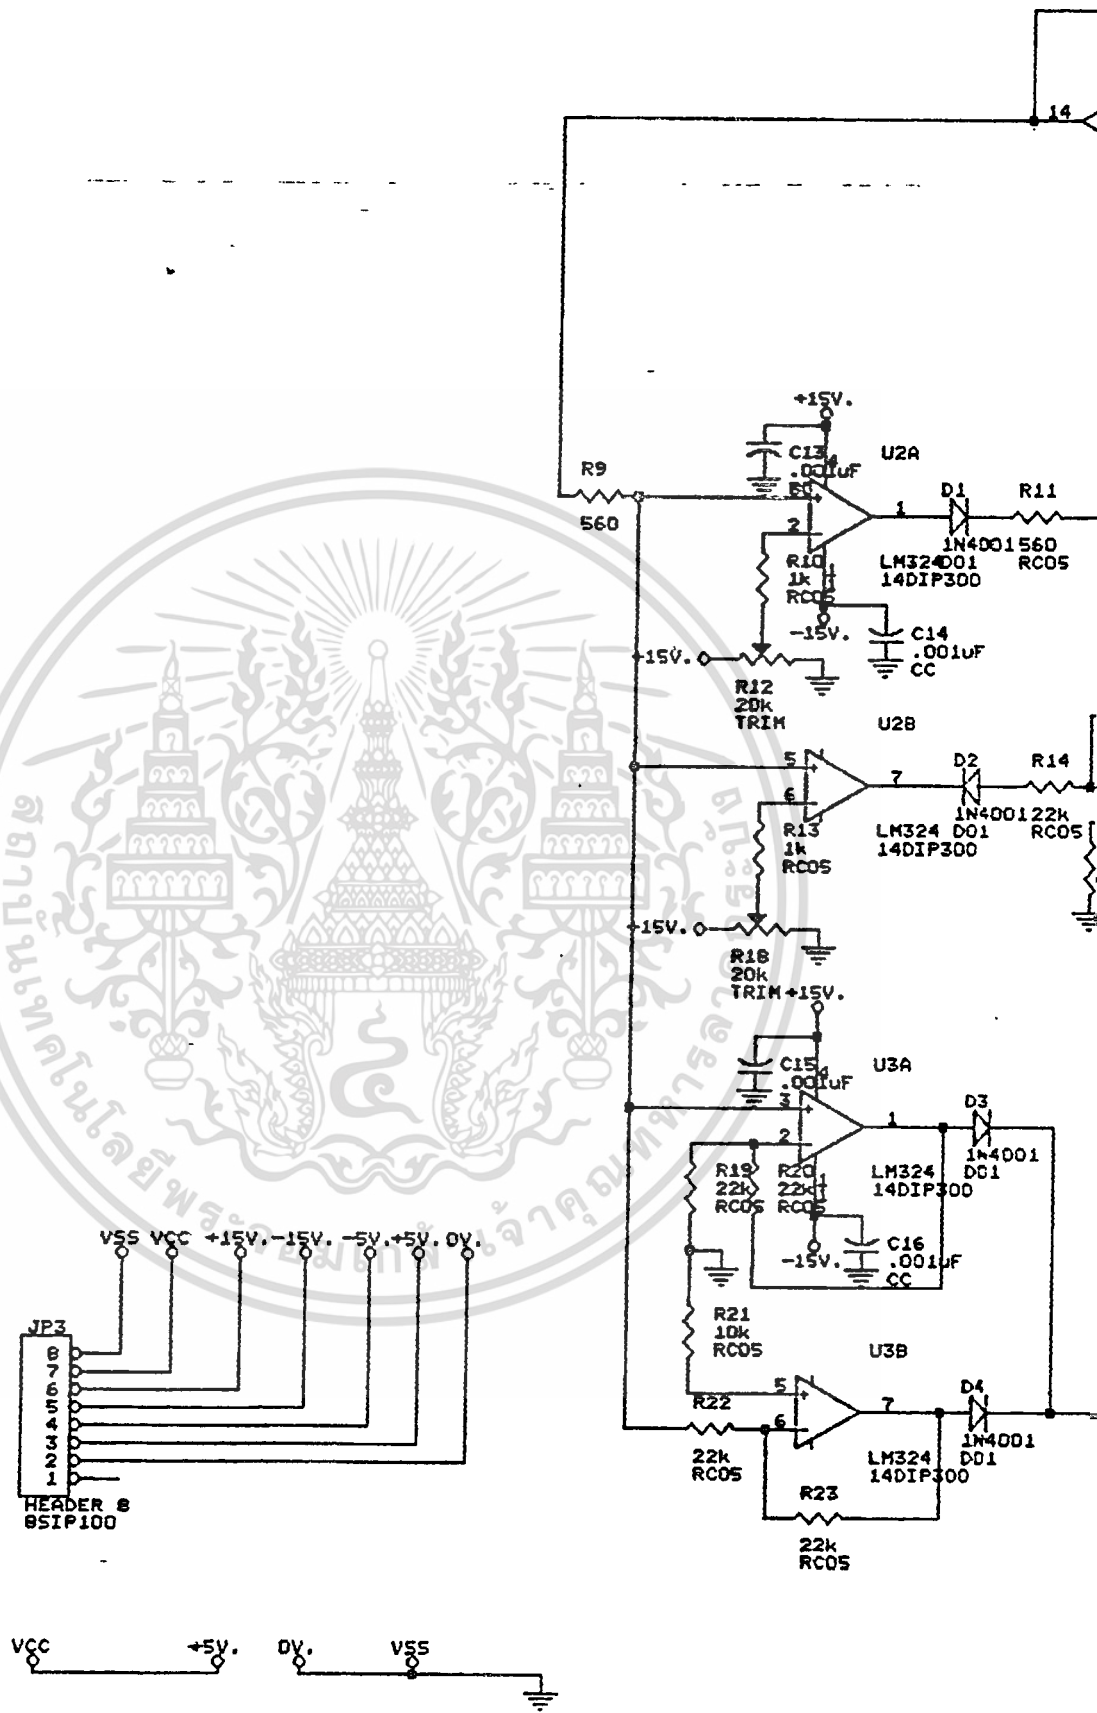 14
+15V.
C13
.001uF
4
U2A
R9
560
2
1
D1
1N4001
D01
R11
560
RC05
LM324
14DIP300
R10
1k
RC05
-15V.
C14
.001uF
CC
+15V.
R12
20k
TRIM
U2B
5
6
7
D2
1N4001
D01
R14
22k
RC05
LM324
14DIP300
R13
1k
RC05
+15V.
R18
20k
TRIM
+15V.
C15
.001uF
4
U3A
3
2
1
D3
1N4001
D01
LM324
14DIP300
R19
22k
RC05
R20
22k
RC05
-15V.
C16
.001uF
CC
VSS VCC +15V. -15V. -5V. +5V. 0V.
JP3
8
7
6
5
4
3
2
1
HEADER 8
8SIP100
R21
10k
RC05
U3B
5
6
7
D4
1N4001
D01
LM324
14DIP300
R22
22k
RC05
R23
22k
RC05
VCC +5V. 0V. VSS